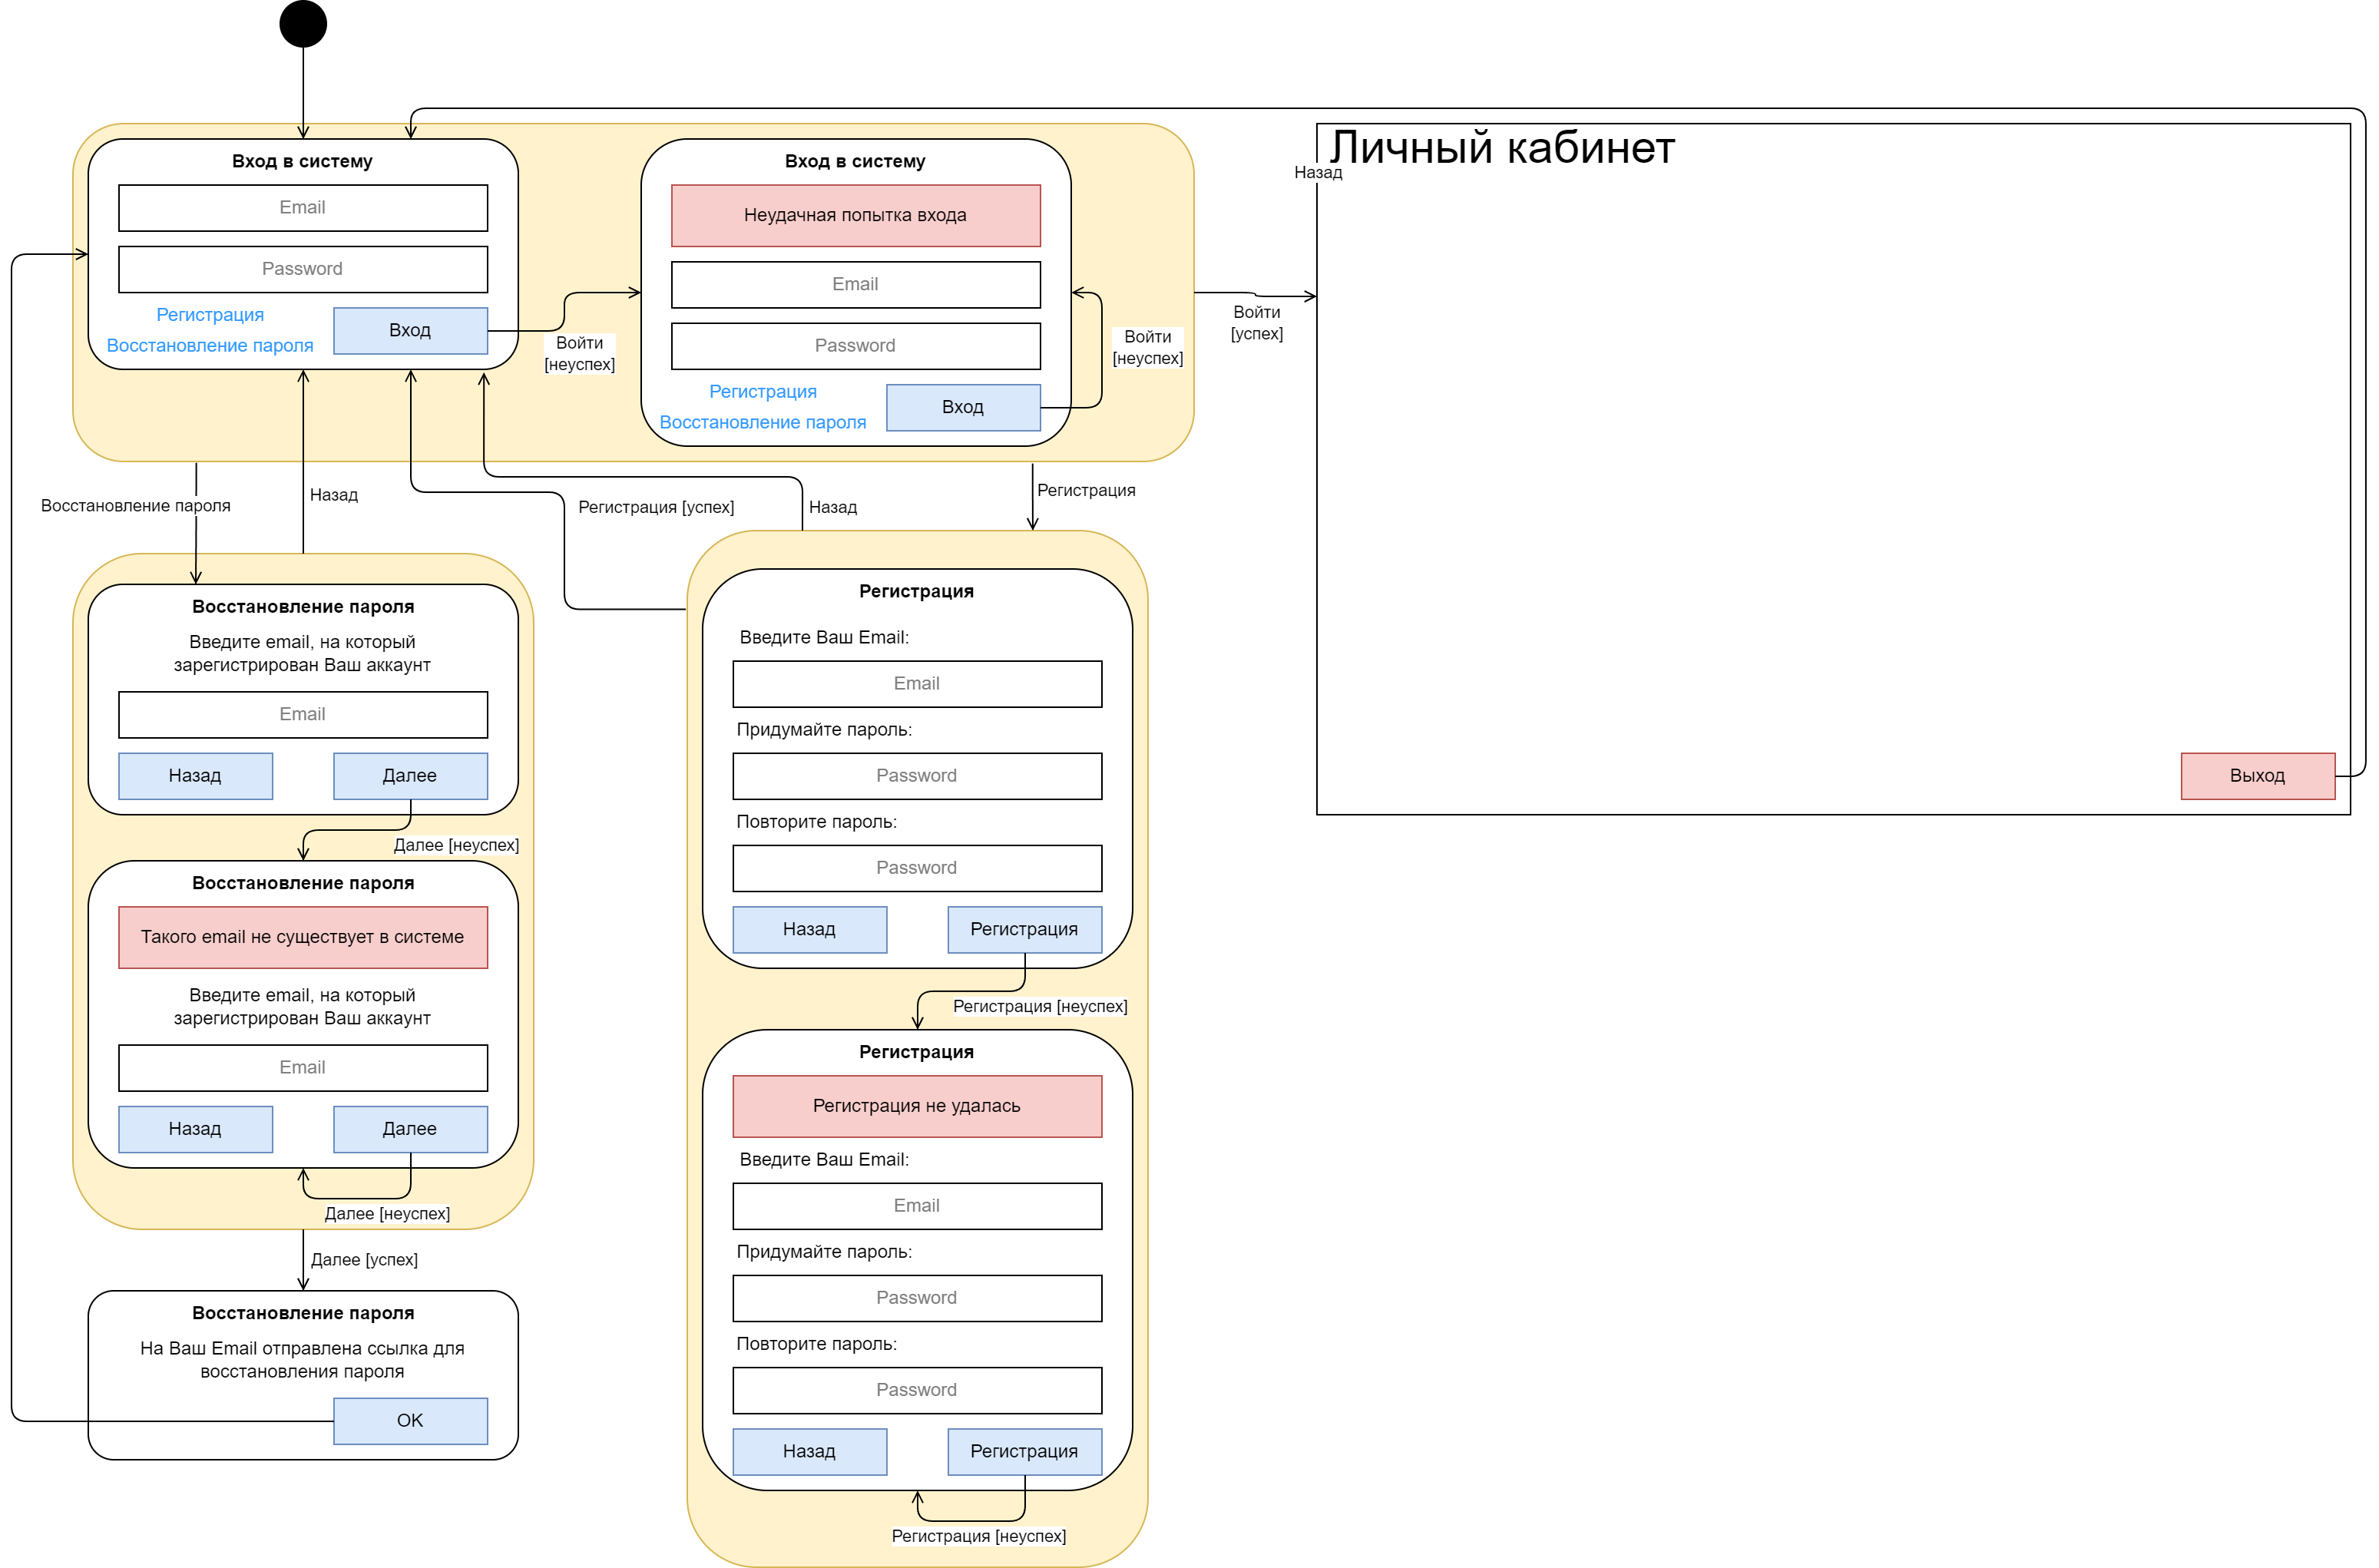 Вход в систему
Email
Password
Регистрация
Восстановление пароля
Вход
Войти
[неуспех]
Вход в систему
Неудачная попытка входа
Email
Password
Регистрация
Восстановление пароля
Вход
Войти
[неуспех]
Войти
[успех]
Личный кабинет
Назад
Выход
Восстановление пароля
Назад
Регистрация [успех]
Назад
Регистрация
Восстановление пароля
Введите email, на который
зарегистрирован Ваш аккаунт
Email
Назад
Далее
Далее [неуспех]
Восстановление пароля
Такого email не существует в системе
Введите email, на который
зарегистрирован Ваш аккаунт
Email
Назад
Далее
Далее [неуспех]
Далее [успех]
Восстановление пароля
На Ваш Email отправлена ссылка для
восстановления пароля
OK
Регистрация
Введите Ваш Email:
Email
Придумайте пароль:
Password
Повторите пароль:
Password
Назад
Регистрация
Регистрация [неуспех]
Регистрация
Регистрация не удалась
Введите Ваш Email:
Email
Придумайте пароль:
Password
Повторите пароль:
Password
Назад
Регистрация
Регистрация [неуспех]